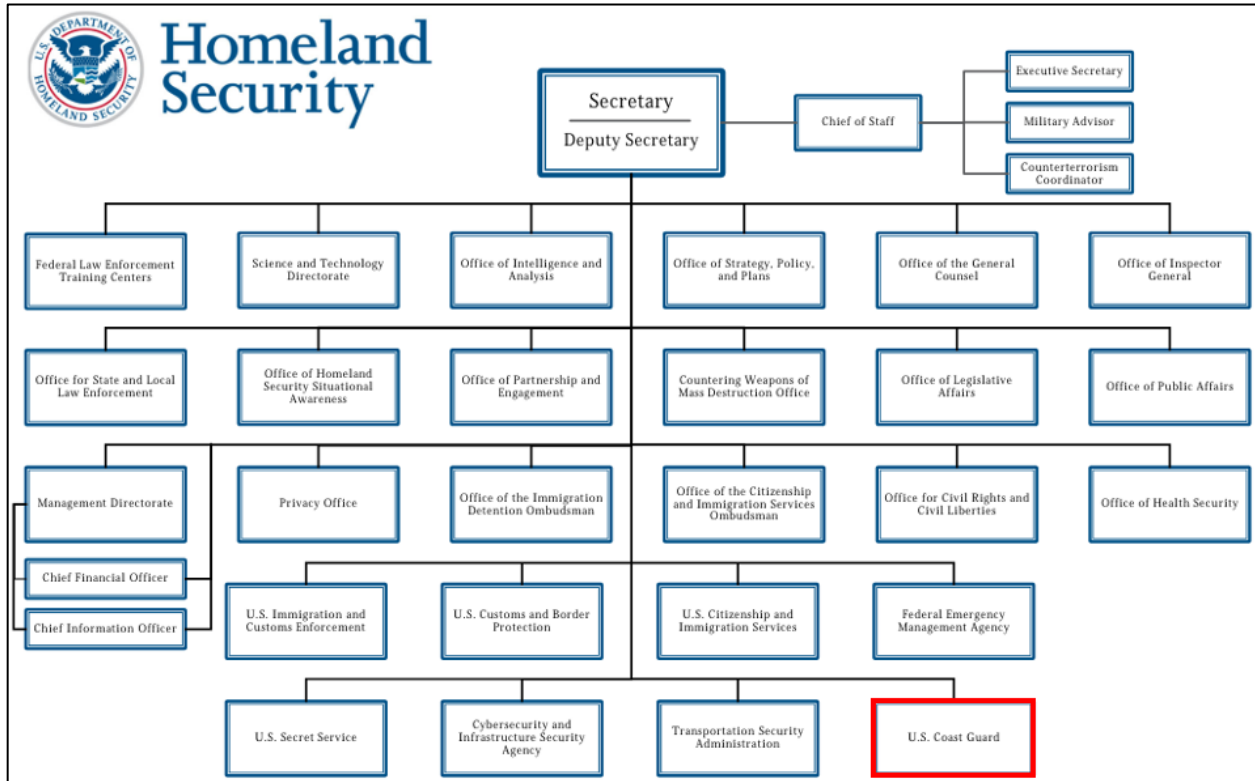 U.S. DEPARTMENT OF
HOMELAND SECURITY
Homeland
Security
Secretary
Deputy Secretary
Chief of Staff
Executive Secretary
Military Advisor
Counterterrorism
Coordinator
Federal Law Enforcement
Training Centers
Science and Technology
Directorate
Office of Intelligence and
Analysis
Office of Strategy, Policy,
and Plans
Office of the General
Counsel
Office of Inspector
General
Office for State and Local
Law Enforcement
Office of Homeland
Security Situational
Awareness
Office of Partnership and
Engagement
Countering Weapons of
Mass Destruction Office
Office of Legislative
Affairs
Office of Public Affairs
Management Directorate
Privacy Office
Office of the Immigration
Detention Ombudsman
Office of the Citizenship
and Immigration Services
Ombudsman
Office for Civil Rights and
Civil Liberties
Office of Health Security
Chief Financial Officer
Chief Information Officer
U.S. Immigration and
Customs Enforcement
U.S. Customs and Border
Protection
U.S. Citizenship and
Immigration Services
Federal Emergency
Management Agency
U.S. Secret Service
Cybersecurity and
Infrastructure Security
Agency
Transportation Security
Administration
U.S. Coast Guard